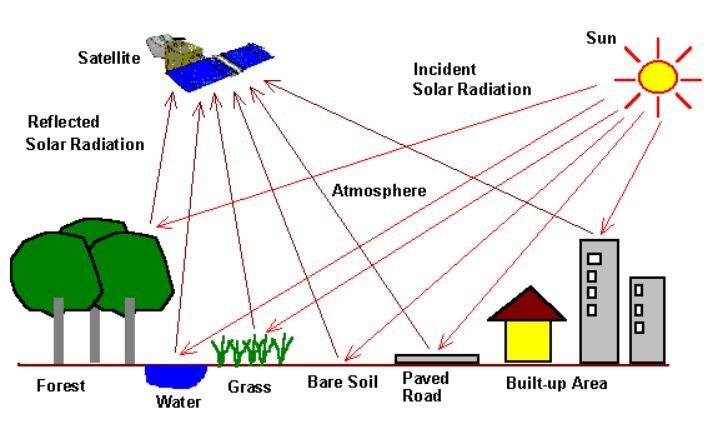 Sun
Satellite
Incident
Solar Radiation
Reflected
Solar Radiation
Atmosphere
Forest
Water
Grass
Bare Soil
Paved
Road
Built-up Area